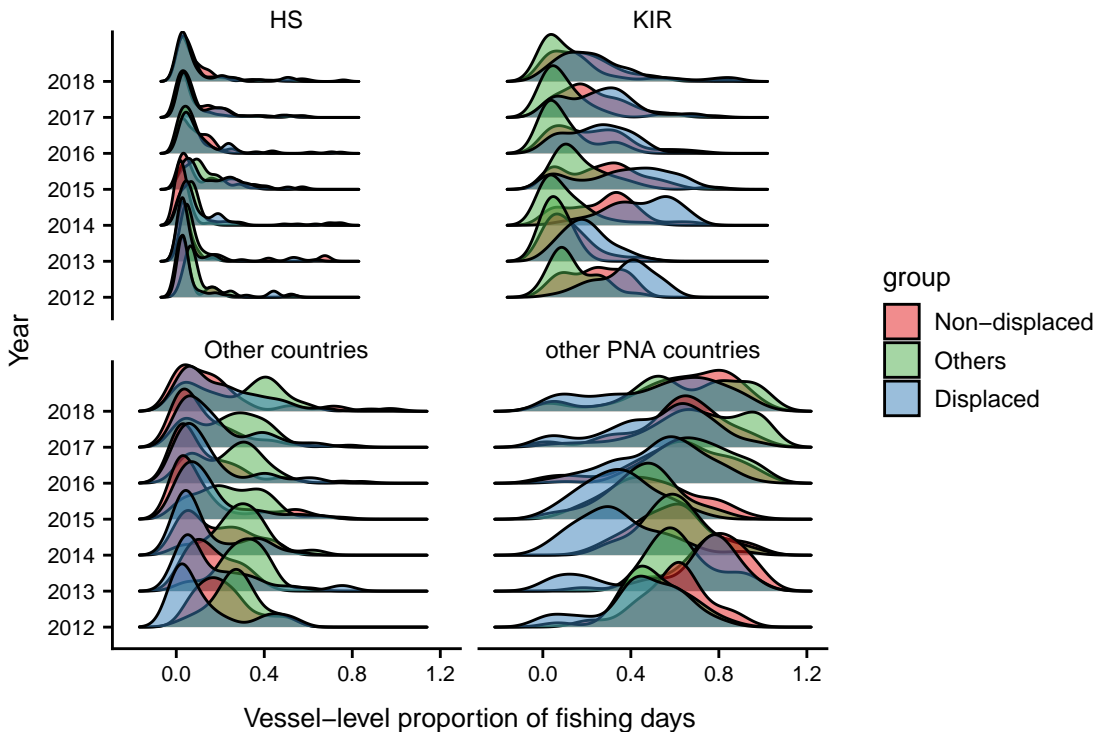 HS
KIR
2018
2017
2016
2015
2014
2013
2012
Other countries
other PNA countries
2018
2017
2016
2015
2014
2013
2012
0.0 0.4 0.8 1.2
0.0 0.4 0.8 1.2
Year
Vessel−level proportion of fishing days
group
Non−displaced
Others
Displaced